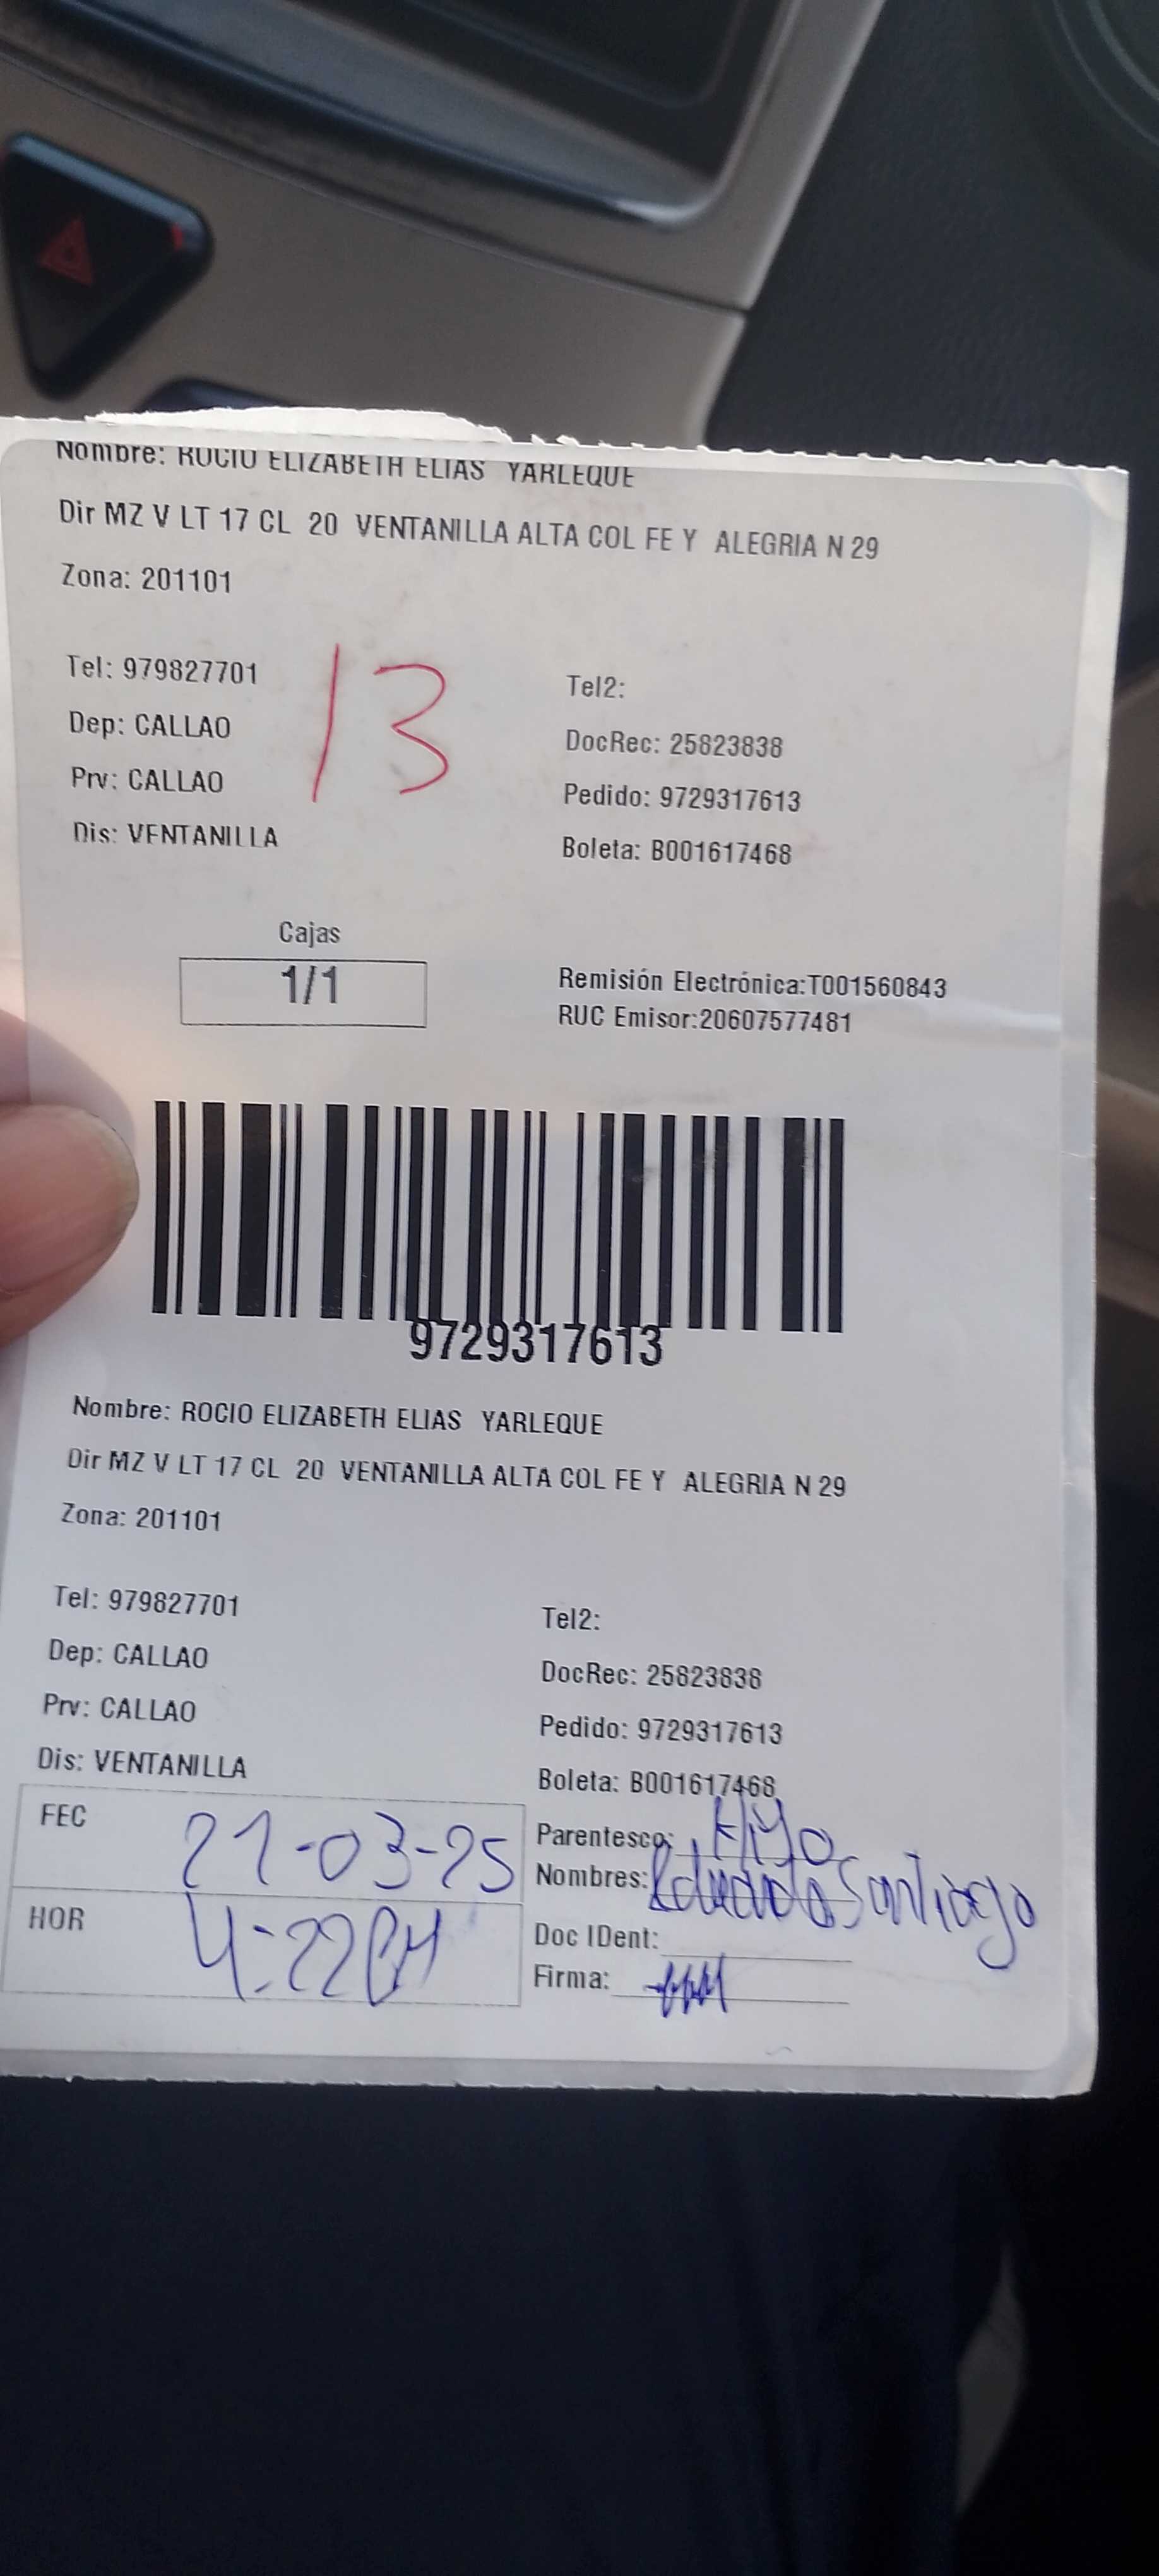 Nombre: ROCIO ELIZABETH ELIAS YARLEQUE
Dir MZ V LT 17 CL 20 VENTANILLA ALTA COL FE Y ALEGRIA N 29
Zona: 201101
Tel: 979827701
Tel2:
Dep: CALLAO
DocRec: 25823838
Prv: CALLAO
Pedido: 9729317613
Dis: VENTANILLA
Boleta: B001617468
13
Cajas
1/1
Remisión Electrónica:T001560843
RUC Emisor:20607577481
9729317613
Nombre: ROCIO ELIZABETH ELIAS YARLEQUE
Dir MZ V LT 17 CL 20 VENTANILLA ALTA COL FE Y ALEGRIA N 29
Zona: 201101
Tel: 979827701
Tel2:
Dep: CALLAO
DocRec: 25823838
Prv: CALLAO
Pedido: 9729317613
Dis: VENTANILLA
Boleta: B001617468
FEC 21-03-25
Parentesco: Hijo
Nombres: Santiago
HOR 4:22PM
Doc IDent:
Firma: